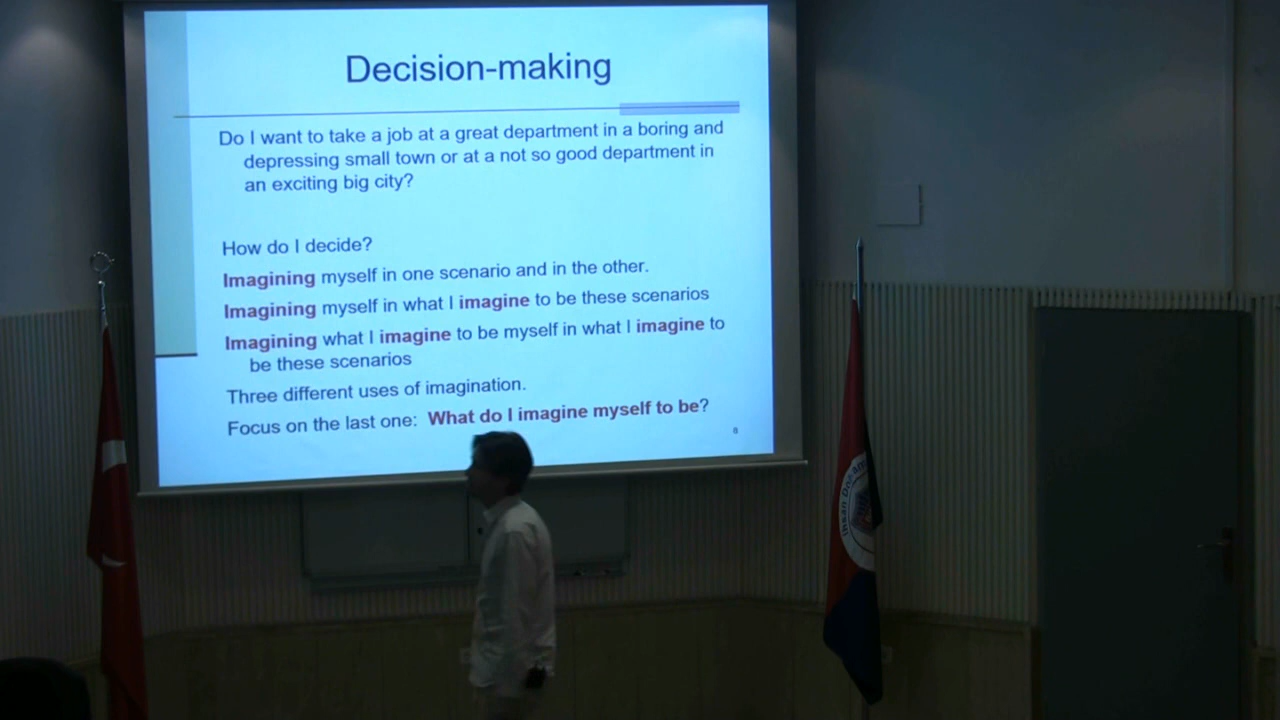 Decision-making
Do I want to take a job at a great department in a boring and
depressing small town or at a not so good department in
an exciting big city?
How do I decide?
Imagining myself in one scenario and in the other.
Imagining myself in what I imagine to be these scenarios
Imagining what I imagine to be myself in what I imagine to
be these scenarios
Three different uses of imagination.
Focus on the last one: What do I imagine myself to be?
8